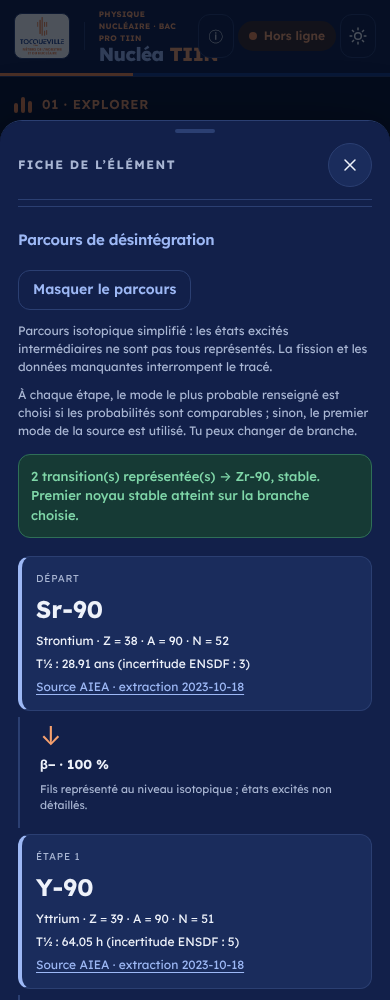 TOCQUEVILLE
PHYSIQUE
NUCLÉAIRE · BAC
PRO TIIN
Nucléa TIIN
Hors ligne
01 · EXPLORER
FICHE DE L’ÉLÉMENT
Parcours de désintégration
Masquer le parcours
Parcours isotopique simplifié : les états excités
intermédiaires ne sont pas tous représentés. La fission et les
données manquantes interrompent le tracé.
À chaque étape, le mode le plus probable renseigné est
choisi si les probabilités sont comparables ; sinon, le premier
mode de la source est utilisé. Tu peux changer de branche.
2 transition(s) représentée(s) → Zr-90, stable.
Premier noyau stable atteint sur la branche
choisie.
DÉPART
Sr-90
Strontium · Z = 38 · A = 90 · N = 52
T½ : 28.91 ans (incertitude ENSDF : 3)
Source AIEA · extraction 2023-10-18
β− · 100 %
Fils représenté au niveau isotopique ; états excités non
détaillés.
ÉTAPE 1
Y-90
Yttrium · Z = 39 · A = 90 · N = 51
T½ : 64.05 h (incertitude ENSDF : 5)
Source AIEA · extraction 2023-10-18